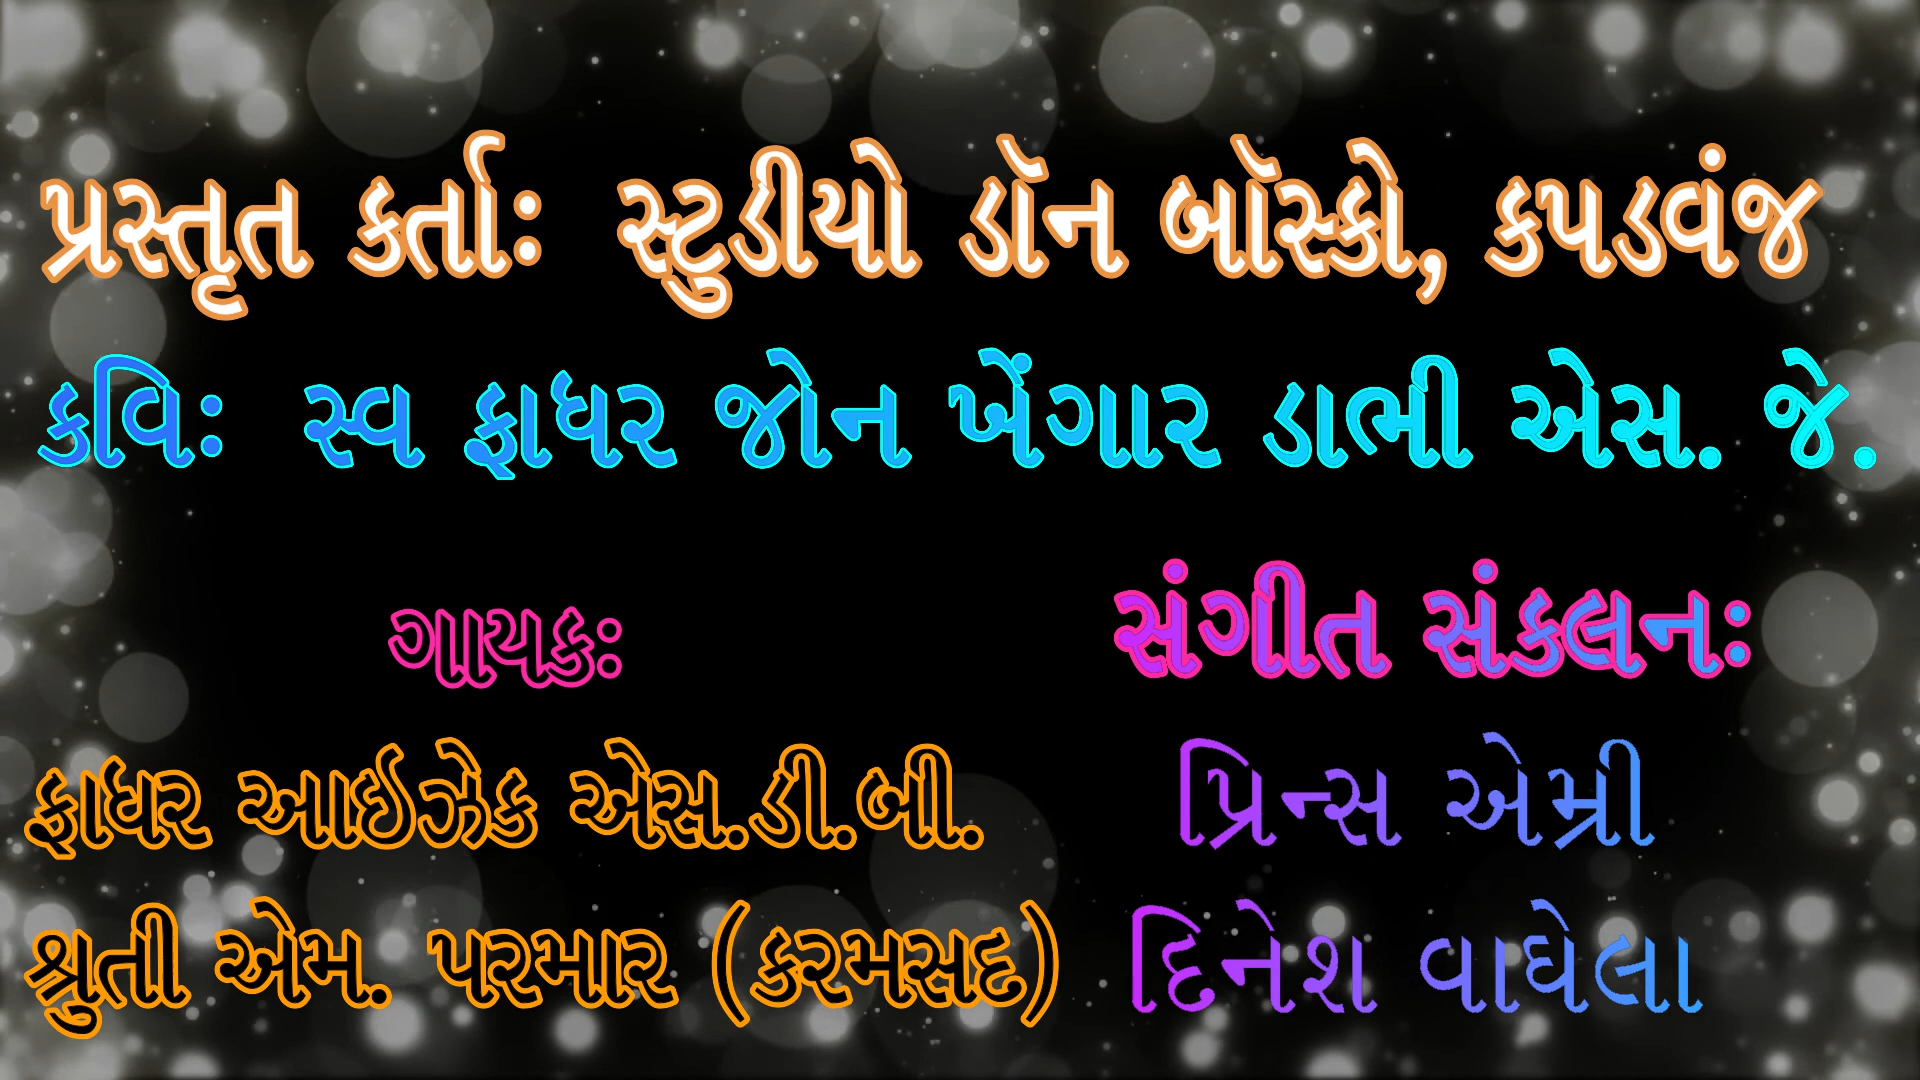 પ્રસ્તૃત કર્તાઃ સ્ટુડીયો ડૉન બૉસ્કો, કપડવંજ
કવિઃ સ્વ ફાધર જોન ખેંગાર ડાભી એસ. જે.
ગાયકઃ
ફાધર આઇઝેક એસ.ડી.બી.
શ્રુતી એમ. પરમાર (કરમસદ)
સંગીત સંકલનઃ
પ્રિન્સ એમ્રી
દિનેશ વાઘેલા